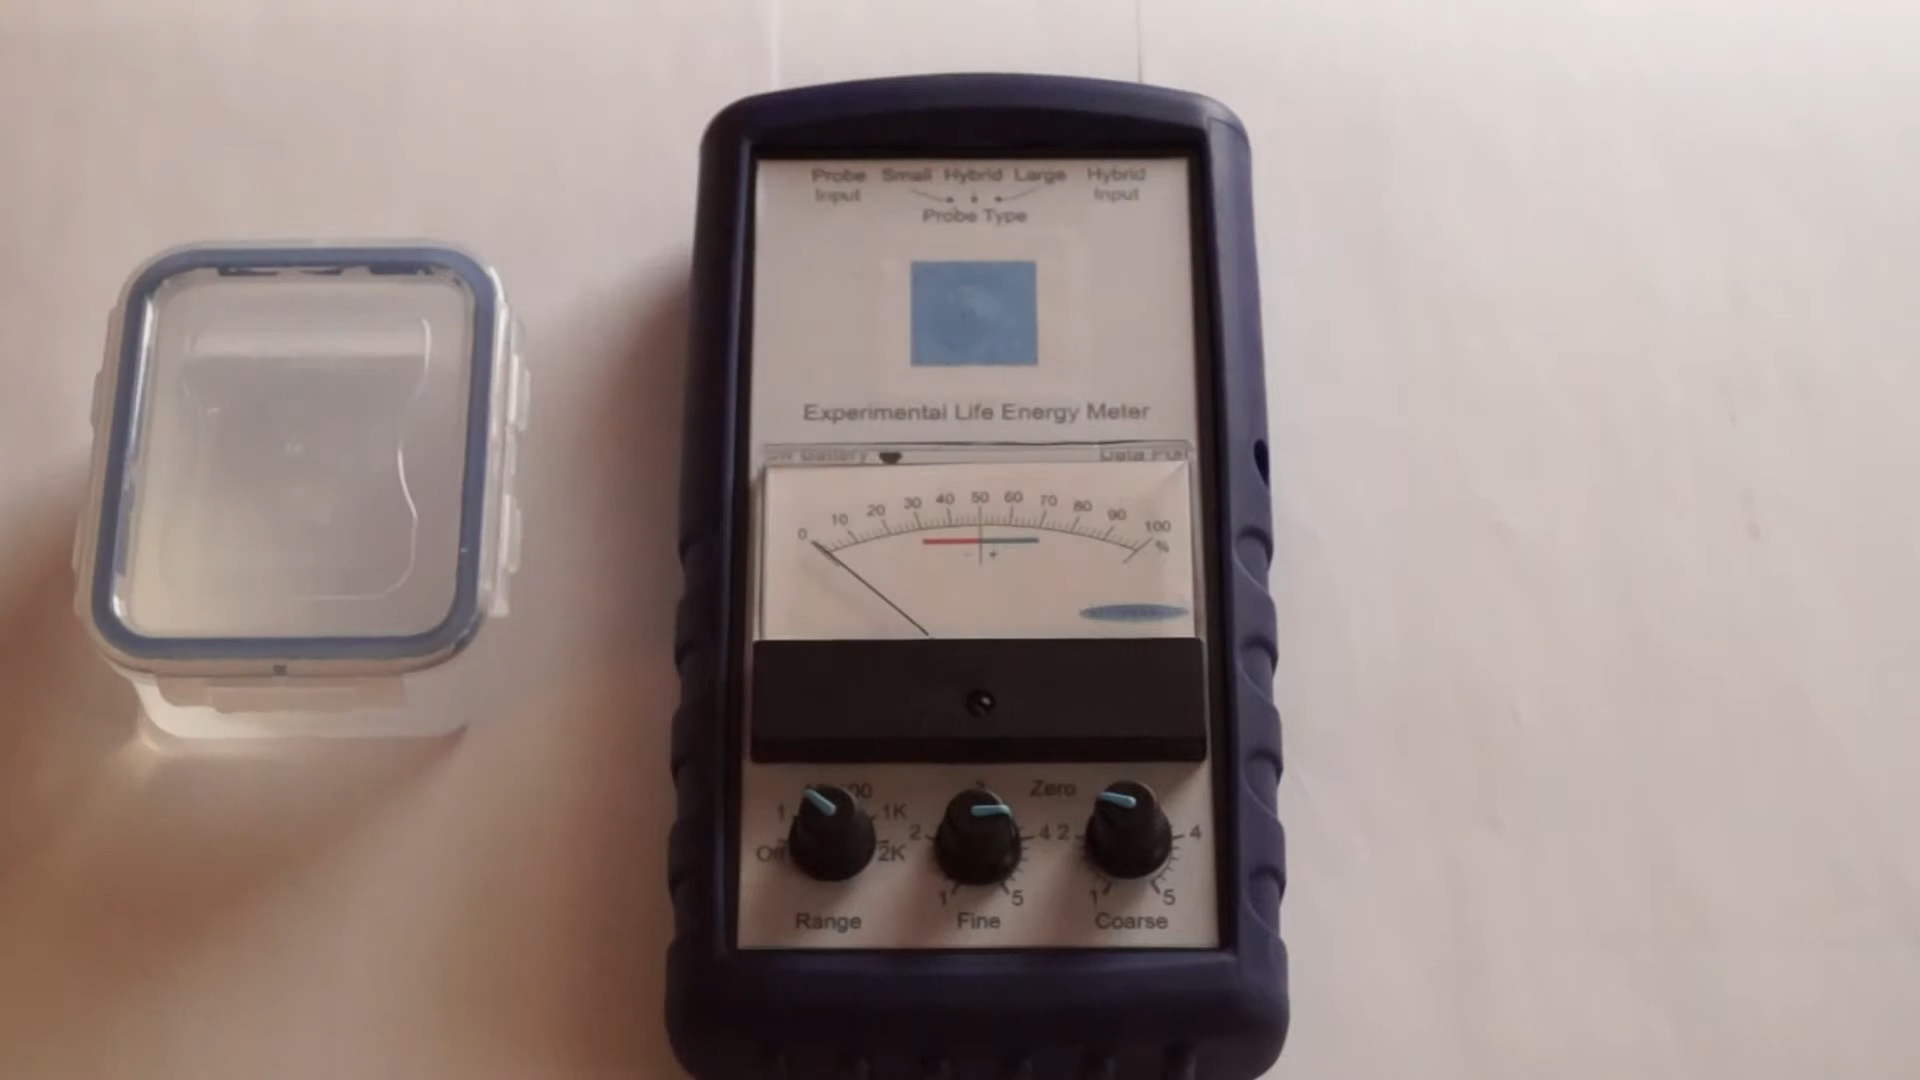 Probe Small Hybrid Large Hybrid
Input Input
Probe Type
Experimental Life Energy Meter
Battery
0 10 20 30 40 50 60 70 80 90 100
%
- +
Zero
1 1K
Off 2K
2 4 2 4
1 5 1 5
Range Fine Coarse